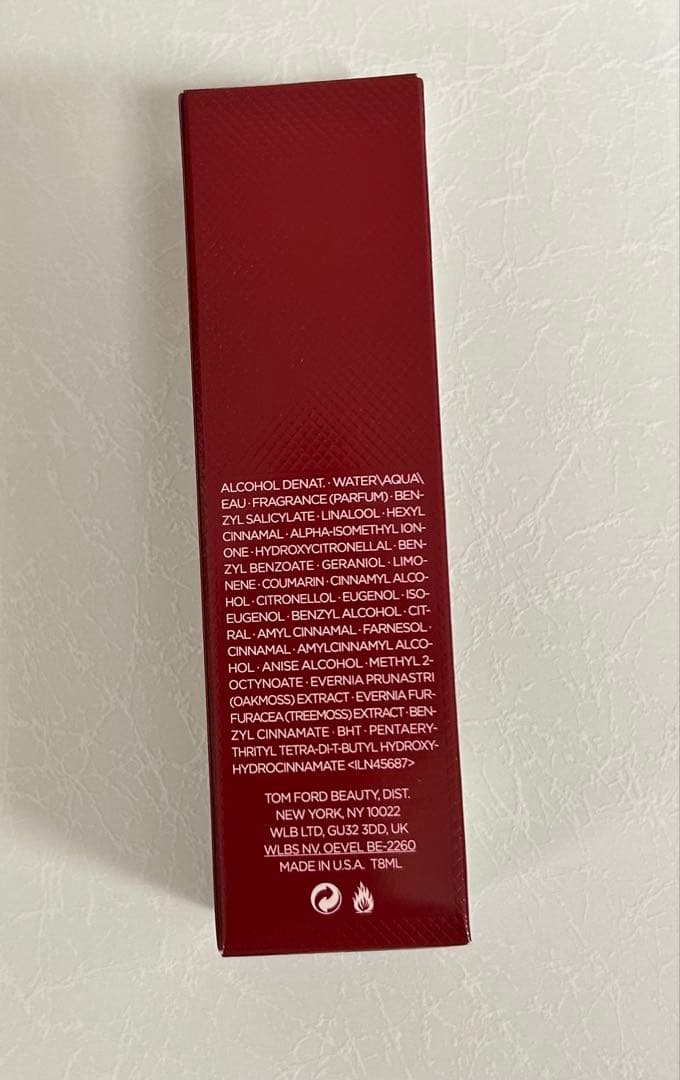 ALCOHOL DENAT. · WATER\AQUA\
EAU · FRAGRANCE (PARFUM) · BEN-
ZYL SALICYLATE · LINALOOL · HEXYL
CINNAMAL · ALPHA-ISOMETHYL ION-
ONE · HYDROXYCITRONELLAL · BEN-
ZYL BENZOATE · GERANIOL · LIMO-
NENE · COUMARIN · CINNAMYL ALCO-
HOL · CITRONELLOL · EUGENOL · ISO-
EUGENOL · BENZYL ALCOHOL · CIT-
RAL · AMYL CINNAMAL · FARNESOL ·
CINNAMAL · AMYLCINNAMYL ALCO-
HOL · ANISE ALCOHOL · METHYL 2-
OCTYNOATE · EVERNIA PRUNASTRI
(OAKMOSS) EXTRACT · EVERNIA FUR-
FURACEA (TREEMOSS) EXTRACT · BEN-
ZYL CINNAMATE · BHT · PENTAERY-
THRITYL TETRA-DI-T-BUTYL HYDROXY-
HYDROCINNAMATE <ILN45687>
TOM FORD BEAUTY, DIST.
NEW YORK, NY 10022
WLB LTD, GU32 3DD, UK
WLBS NV, OEVEL BE-2260
MADE IN U.S.A. T8ML